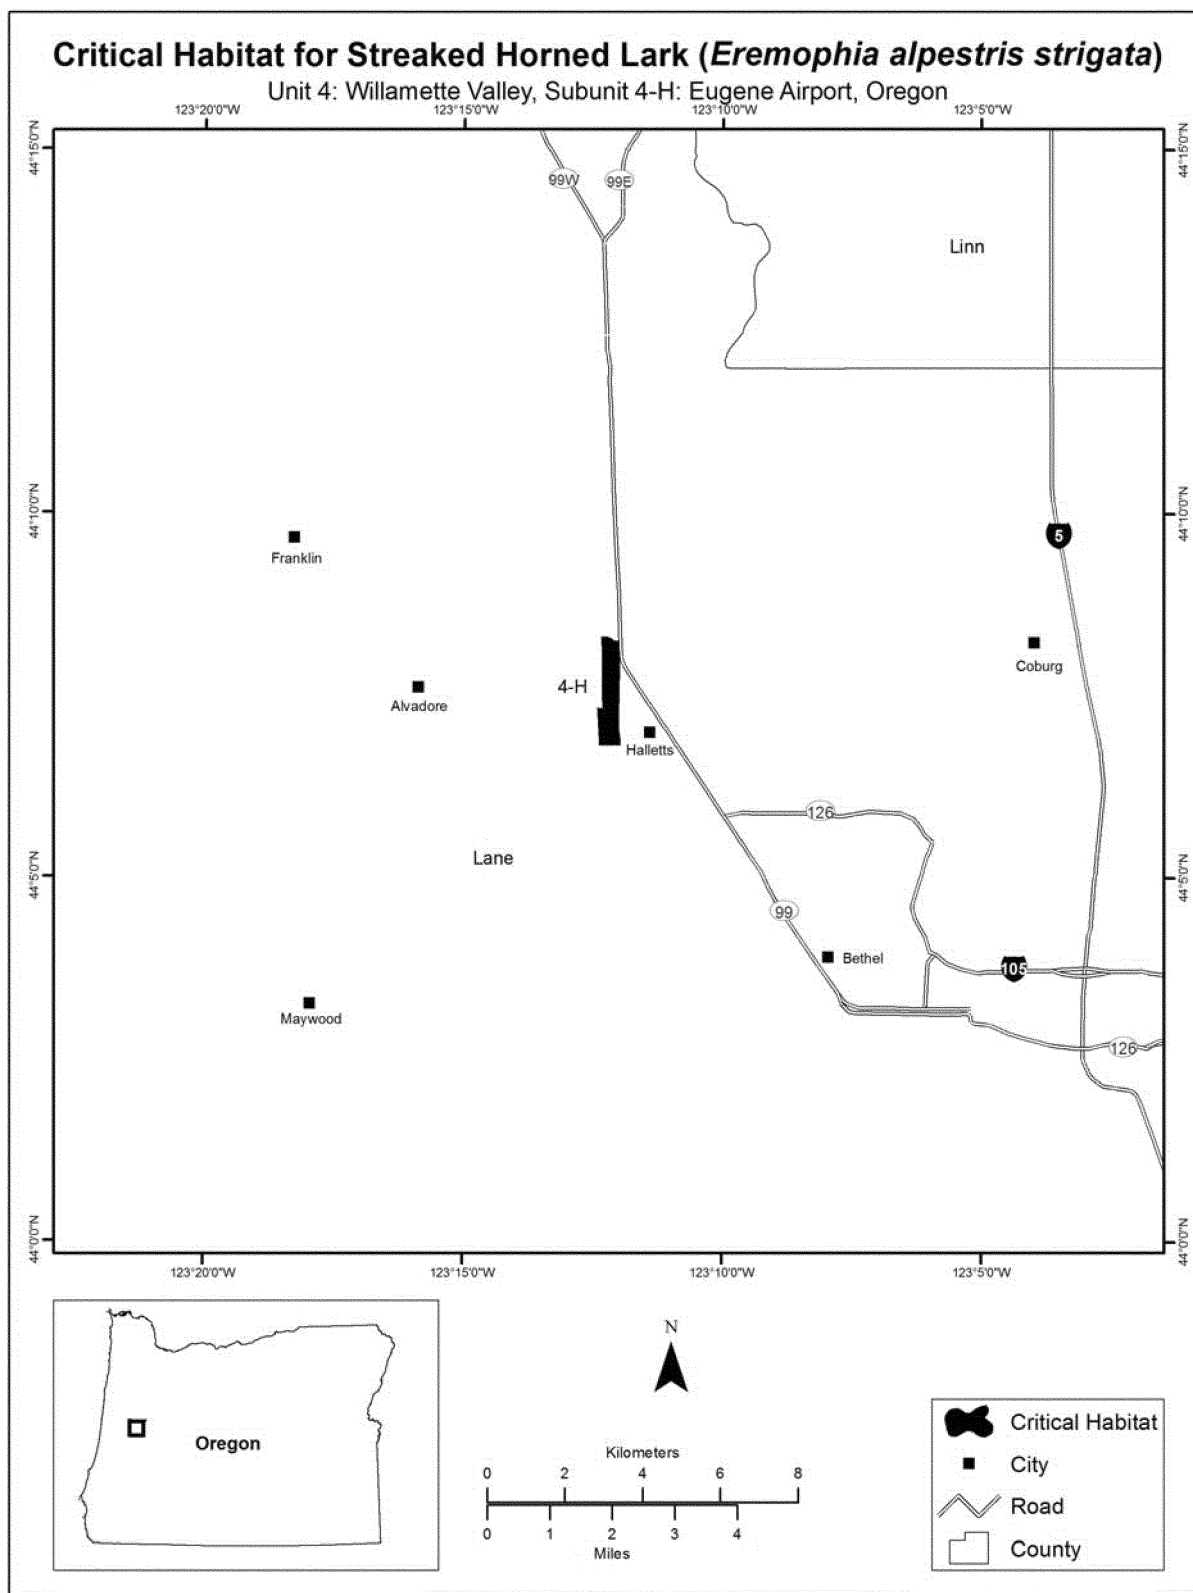 Critical Habitat for Streaked Horned Lark (Eremophia alpestris strigata)
Unit 4: Willamette Valley, Subunit 4-H: Eugene Airport, Oregon
123°20'0"W 123°15'0"W 123°10'0"W 123°5'0"W
44°15'0"N 44°15'0"N
99W 99E
Linn
44°10'0"N 44°10'0"N
5
Franklin
Coburg
4-H
Alvadore
Halletts
126
Lane
44°5'0"N 44°5'0"N
99
Bethel
105
Maywood
126
44°0'0"N 44°0'0"N
123°20'0"W 123°15'0"W 123°10'0"W 123°5'0"W
Oregon
N
Kilometers
0 2 4 6 8
0 1 2 3 4
Miles
Critical Habitat
City
Road
County